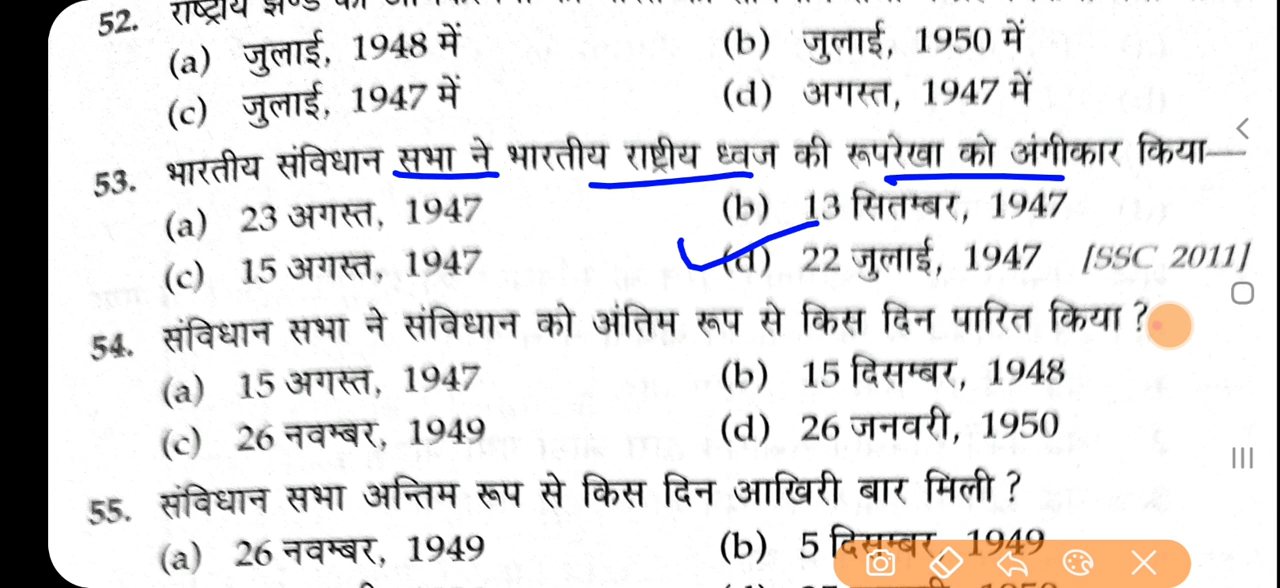 52. राष्ट्रीय
(a) जुलाई, 1948 में (b) जुलाई, 1950 में
(c) जुलाई, 1947 में (d) अगस्त, 1947 में
53. भारतीय संविधान सभा ने भारतीय राष्ट्रीय ध्वज की रूपरेखा को अंगीकार किया—
(a) 23 अगस्त, 1947 (b) 13 सितम्बर, 1947
(c) 15 अगस्त, 1947 (d) 22 जुलाई, 1947 [SSC 2011]
54. संविधान सभा ने संविधान को अंतिम रूप से किस दिन पारित किया ?
(a) 15 अगस्त, 1947 (b) 15 दिसम्बर, 1948
(c) 26 नवम्बर, 1949 (d) 26 जनवरी, 1950
55. संविधान सभा अन्तिम रूप से किस दिन आखिरी बार मिली ?
(a) 26 नवम्बर, 1949 (b) 5 दिसम्बर, 1949